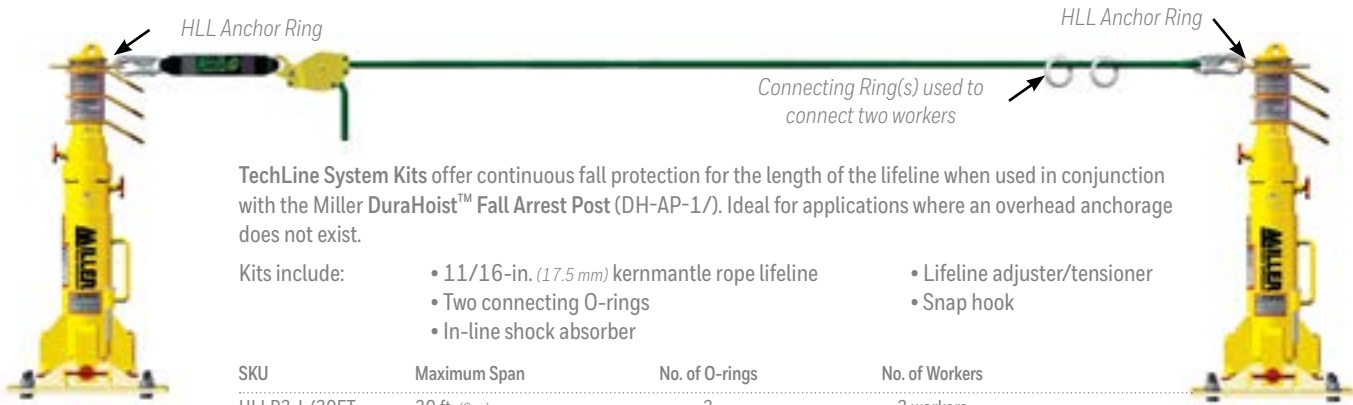 HLL Anchor Ring
HLL Anchor Ring
Connecting Ring(s) used to
connect two workers
TechLine System Kits offer continuous fall protection for the length of the lifeline when used in conjunction
with the Miller DuraHoist™ Fall Arrest Post (DH-AP-1/). Ideal for applications where an overhead anchorage
does not exist.
Kits include:
• 11/16-in. (17.5 mm) kernmantle rope lifeline
• Two connecting O-rings
• In-line shock absorber
• Lifeline adjuster/tensioner
• Snap hook
SKU Maximum Span No. of O-rings No. of Workers
MILLER
MILLER